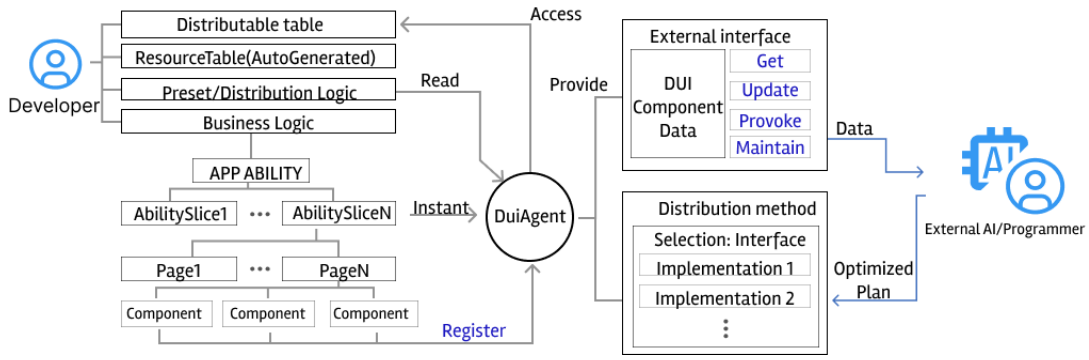 Developer
Distributable table
ResourceTable(AutoGenerated)
Preset/Distribution Logic
Business Logic
APP ABILITY
AbilitySlice1
...
AbilitySliceN
Page1
...
PageN
Component
Component
Component
Access
Read
Instant
Register
DuiAgent
Provide
External interface
DUI
Component
Data
Get
Update
Provoke
Maintain
Distribution method
Selection: Interface
Implementation 1
Implementation 2
Data
Optimized
Plan
AI
External AI/Programmer